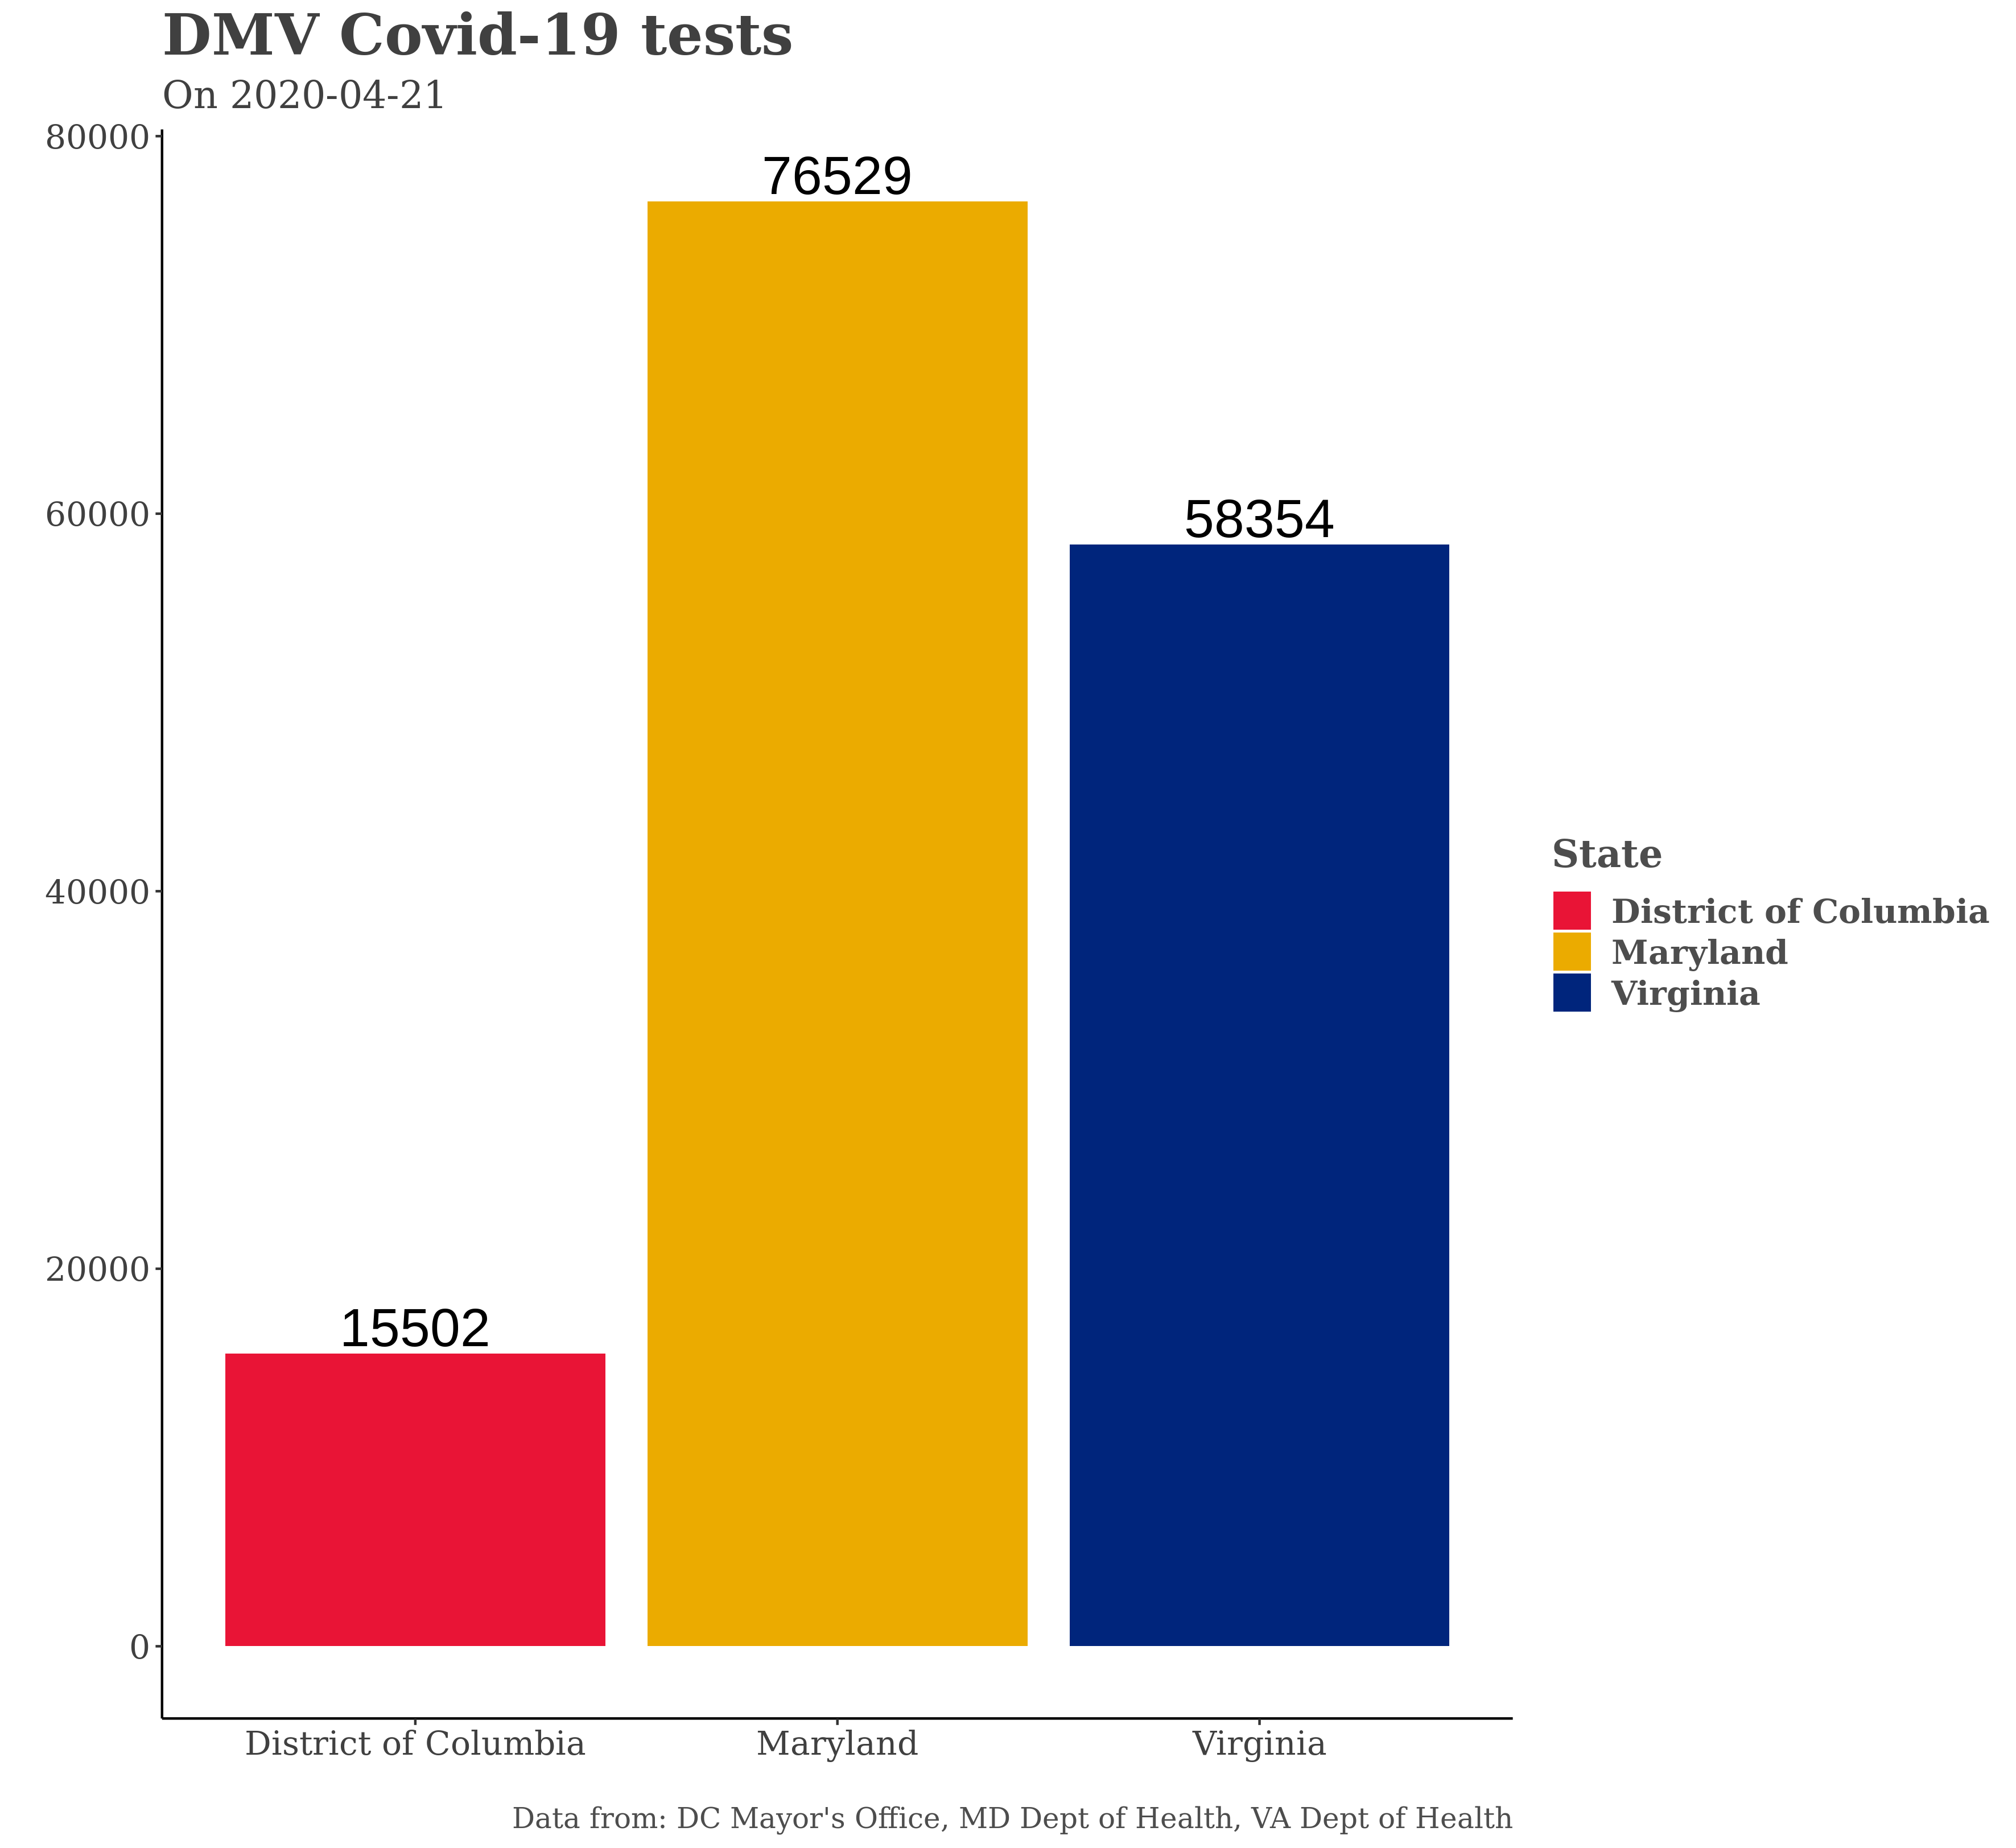 DMV Covid-19 tests
On 2020-04-21
80000
76529
60000
58354
State
40000
District of Columbia
Maryland
Virginia
20000
15502
0
District of Columbia
Maryland
Virginia
Data from: DC Mayor's Office, MD Dept of Health, VA Dept of Health